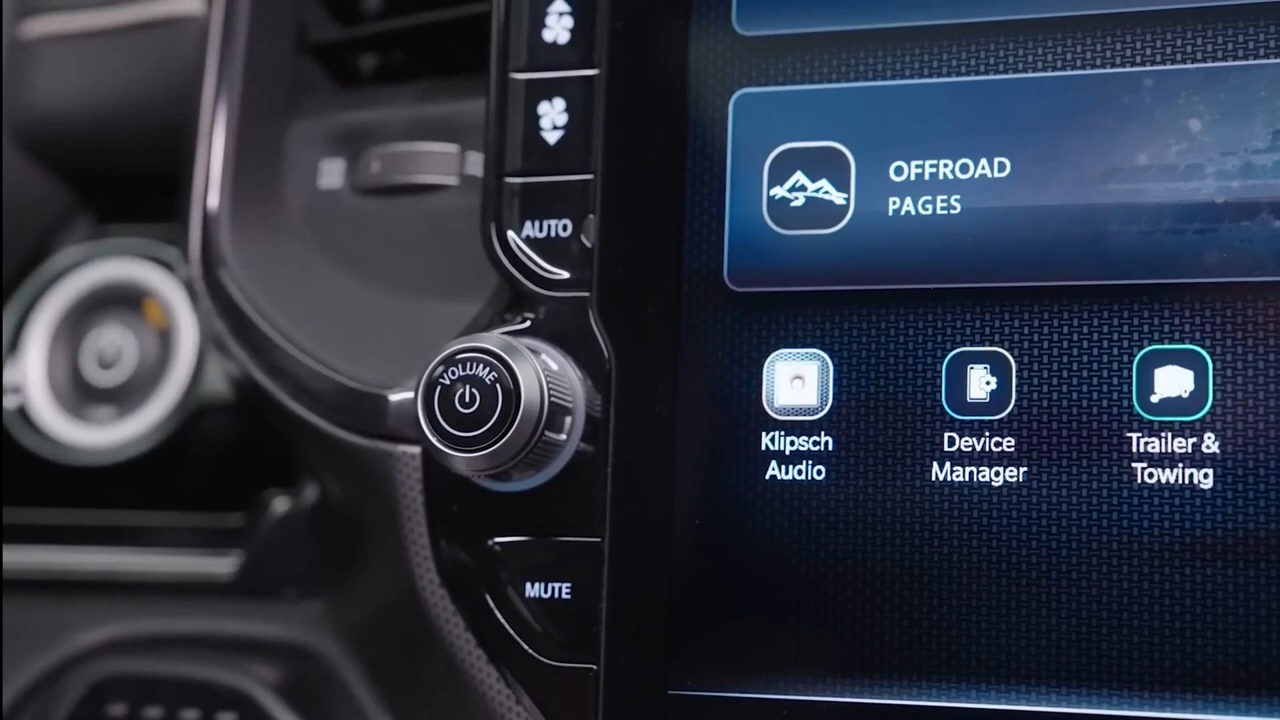 AUTO
VOLUME
MUTE
OFFROAD
PAGES
Klipsch
Audio
Device
Manager
Trailer &
Towing